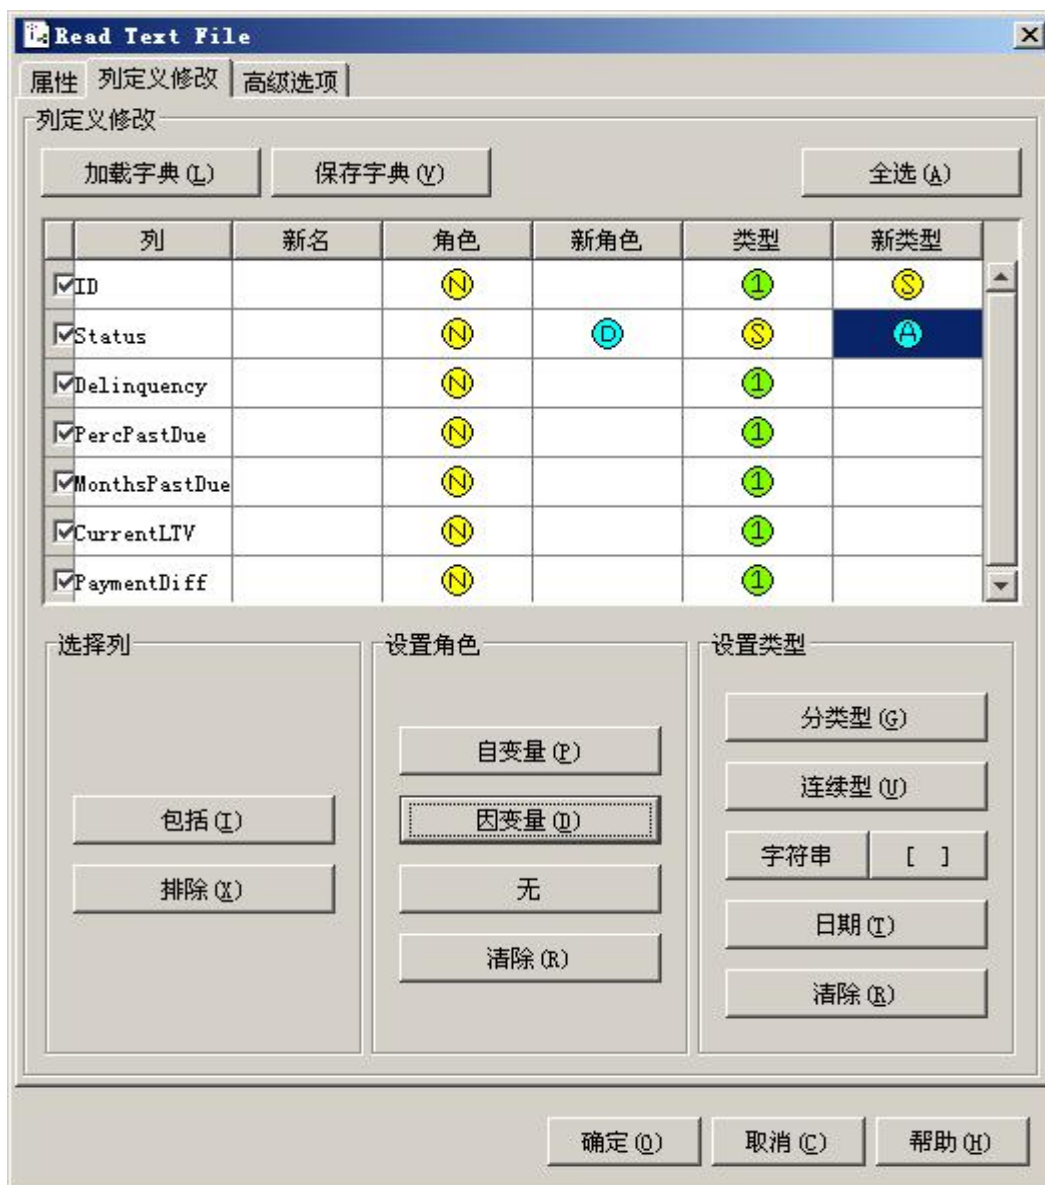 Read Text File
属性 列定义修改 高级选项
列定义修改
加载字典(L) 保存字典(V) 全选(A)
列 新名 角色 新角色 类型 新类型
ID N 1 S
Status N D S A
Delinquency N 1
PercPastDue N 1
MonthsPastDue N 1
CurrentLTV N 1
PaymentDiff N 1
选择列 设置角色 设置类型
分类型(G)
自变量(P)
连续型(U)
包括(I) 因变量(D)
字符串 [ ]
排除(X) 无
日期(T)
清除(R)
清除(R)
确定(O) 取消(C) 帮助(H)